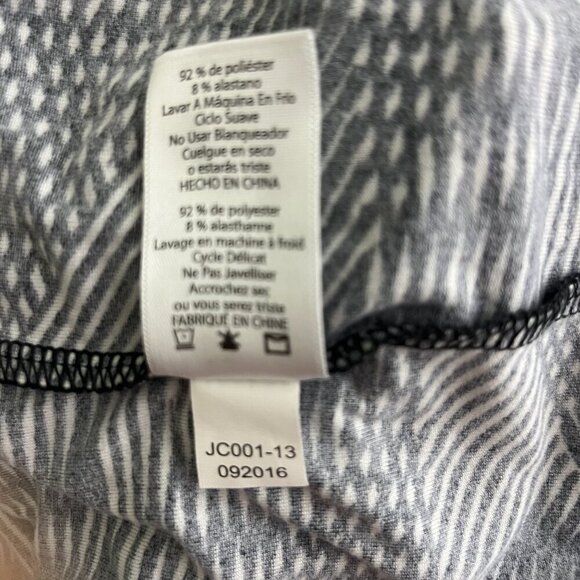 92 % de poliéster
8 % alastano
Lavar A Máquina En Frío
Ciclo Suave
No Usar Blanqueador
Cuelgue en seco
o estarás triste
HECHO EN CHINA
92 % de polyester
8 % alasthanne
Lavage en machine à froid
Cycle Délicat
Ne Pas Javelliser
Accrochez sec
ou vous serez triste
FABRIQUÉ EN CHINE
JC001-13
092016